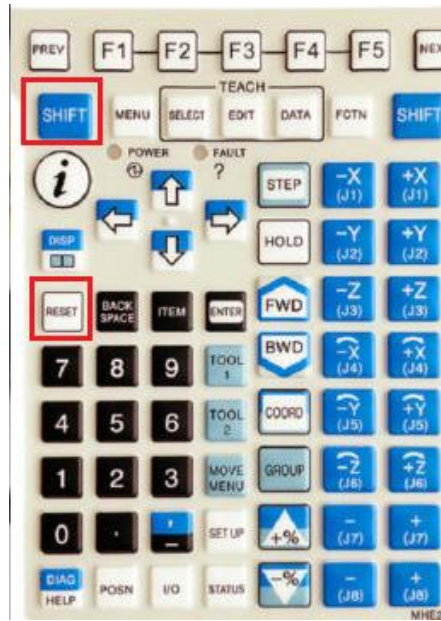 PREV F1 F2 F3 F4 F5 NEX
TEACH
SHIFT MENU SELECT EDIT DATA FCTN SHIFT
POWER FAULT
i ? STEP -X (J1) +X (J1)
DISP HOLD -Y (J2) +Y (J2)
RESET BACK SPACE ITEM ENTER FWD -Z (J3) +Z (J3)
7 8 9 TOOL 1 BWD -X (J4) +X (J4)
4 5 6 TOOL 2 COORD -Y (J5) +Y (J5)
1 2 3 MOVE MENU GROUP -Z (J6) +Z (J6)
0 . , - SET UP +% - (J7) + (J7)
DIAG HELP POSN I/O STATUS -% - (J8) + (J8)
MHE2